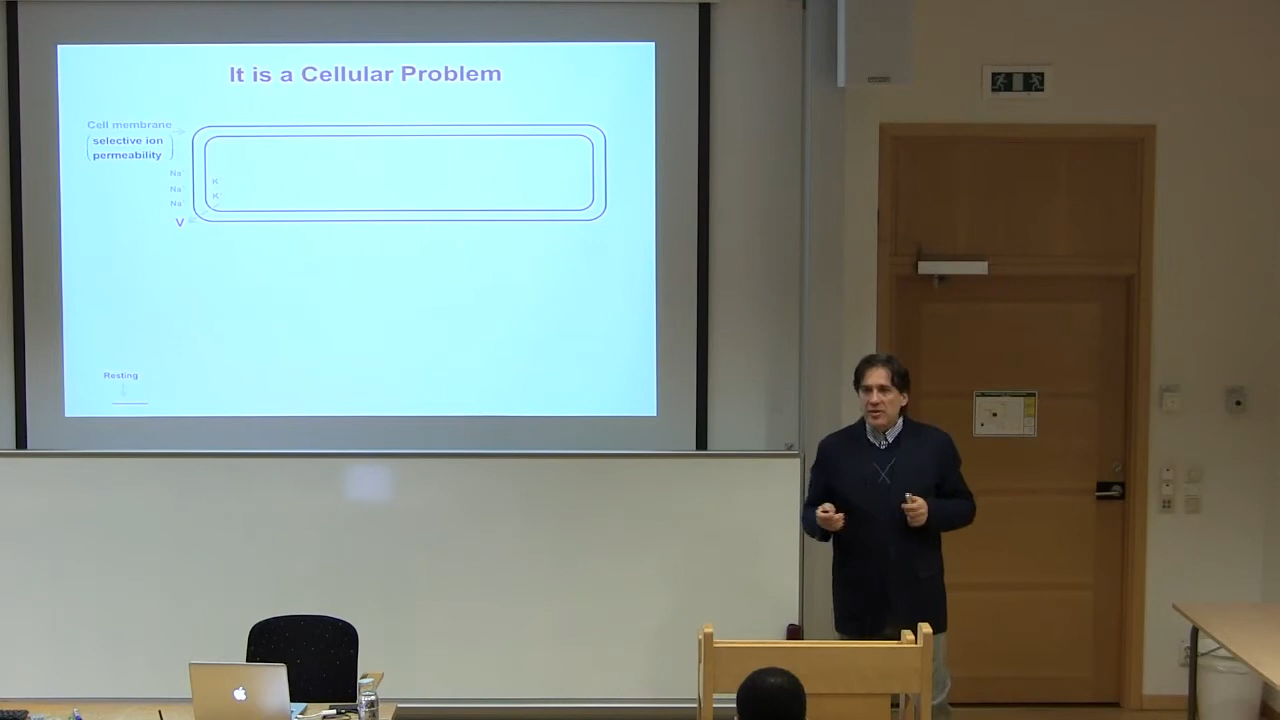 It is a Cellular Problem
Cell membrane
selective ion
permeability
Na⁺
Na⁺
Na⁺
K
K⁺
V
Resting